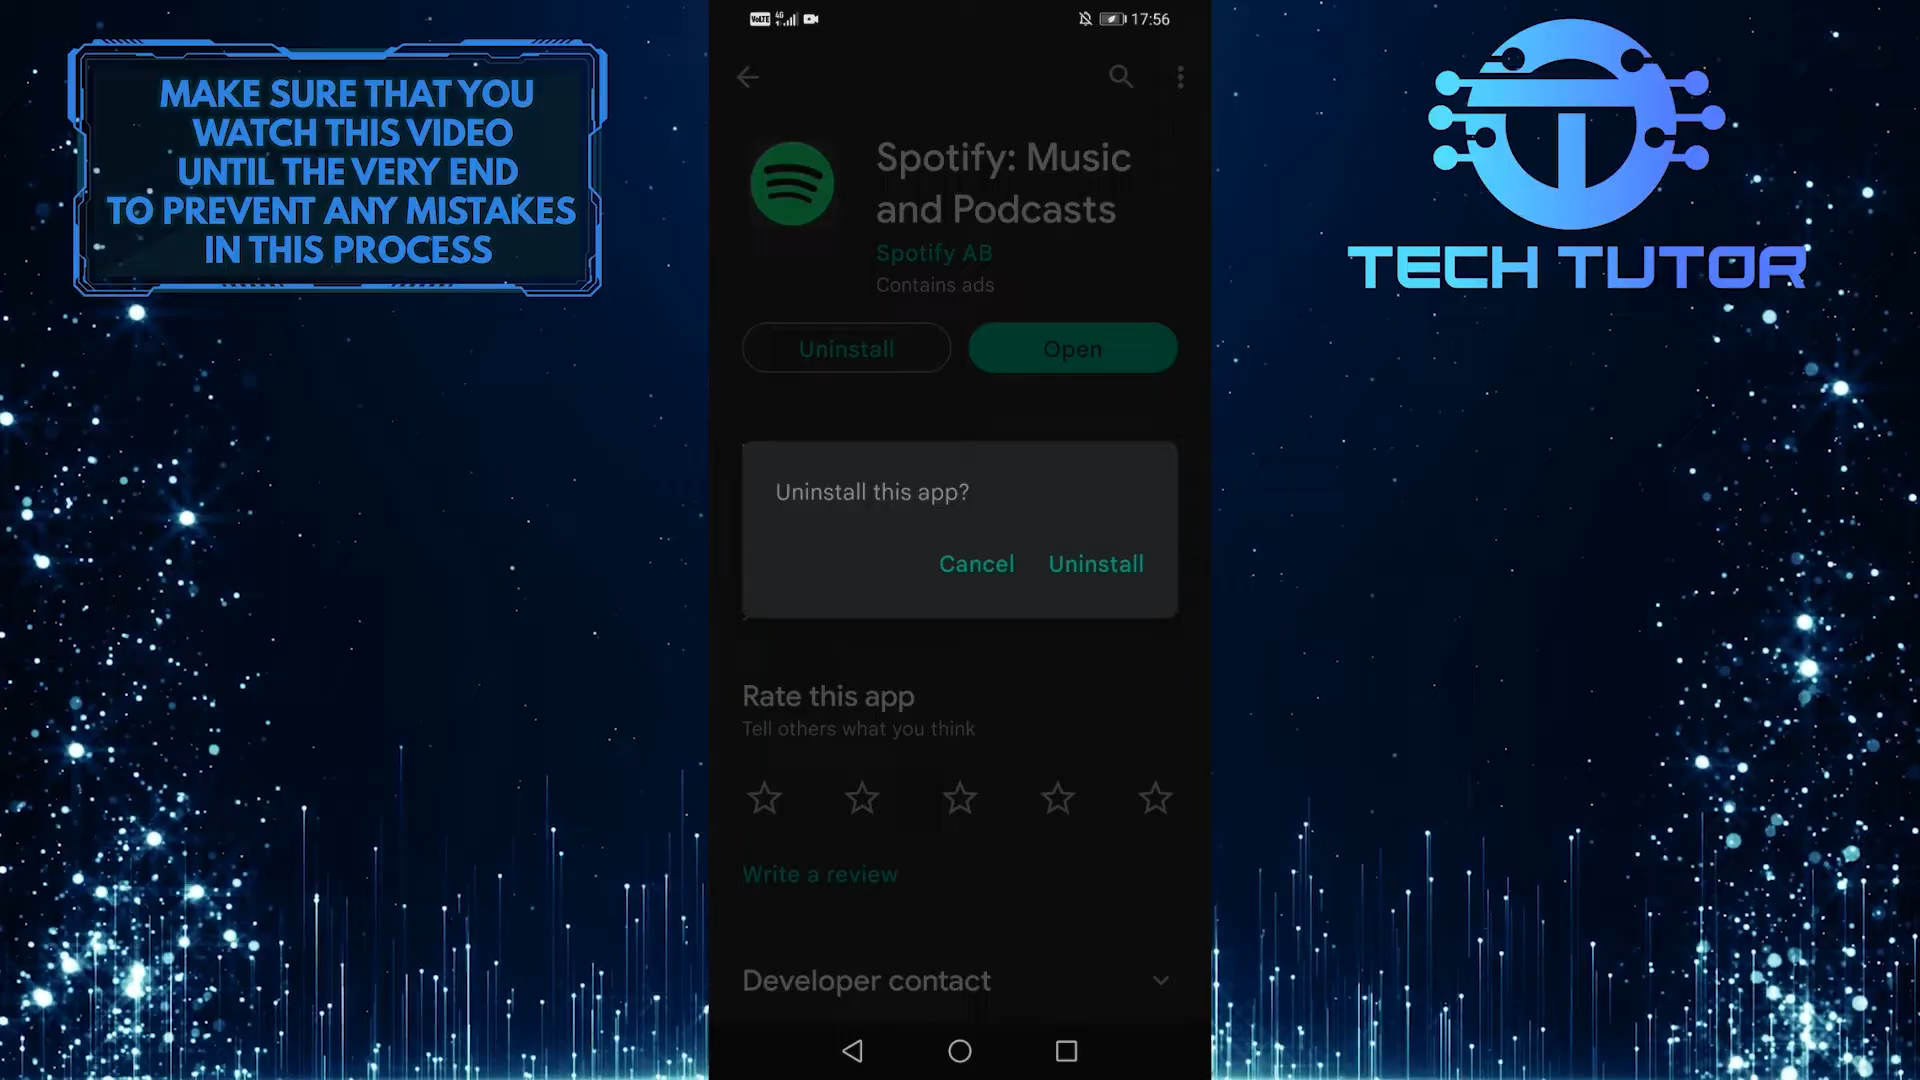 MAKE SURE THAT YOU
WATCH THIS VIDEO
UNTIL THE VERY END
TO PREVENT ANY MISTAKES
IN THIS PROCESS
VoLTE 4G 17:56
Spotify: Music
and Podcasts
Spotify AB
Contains ads
Uninstall Open
Uninstall this app?
Cancel Uninstall
Rate this app
Tell others what you think
Write a review
Developer contact
TECH TUTOR